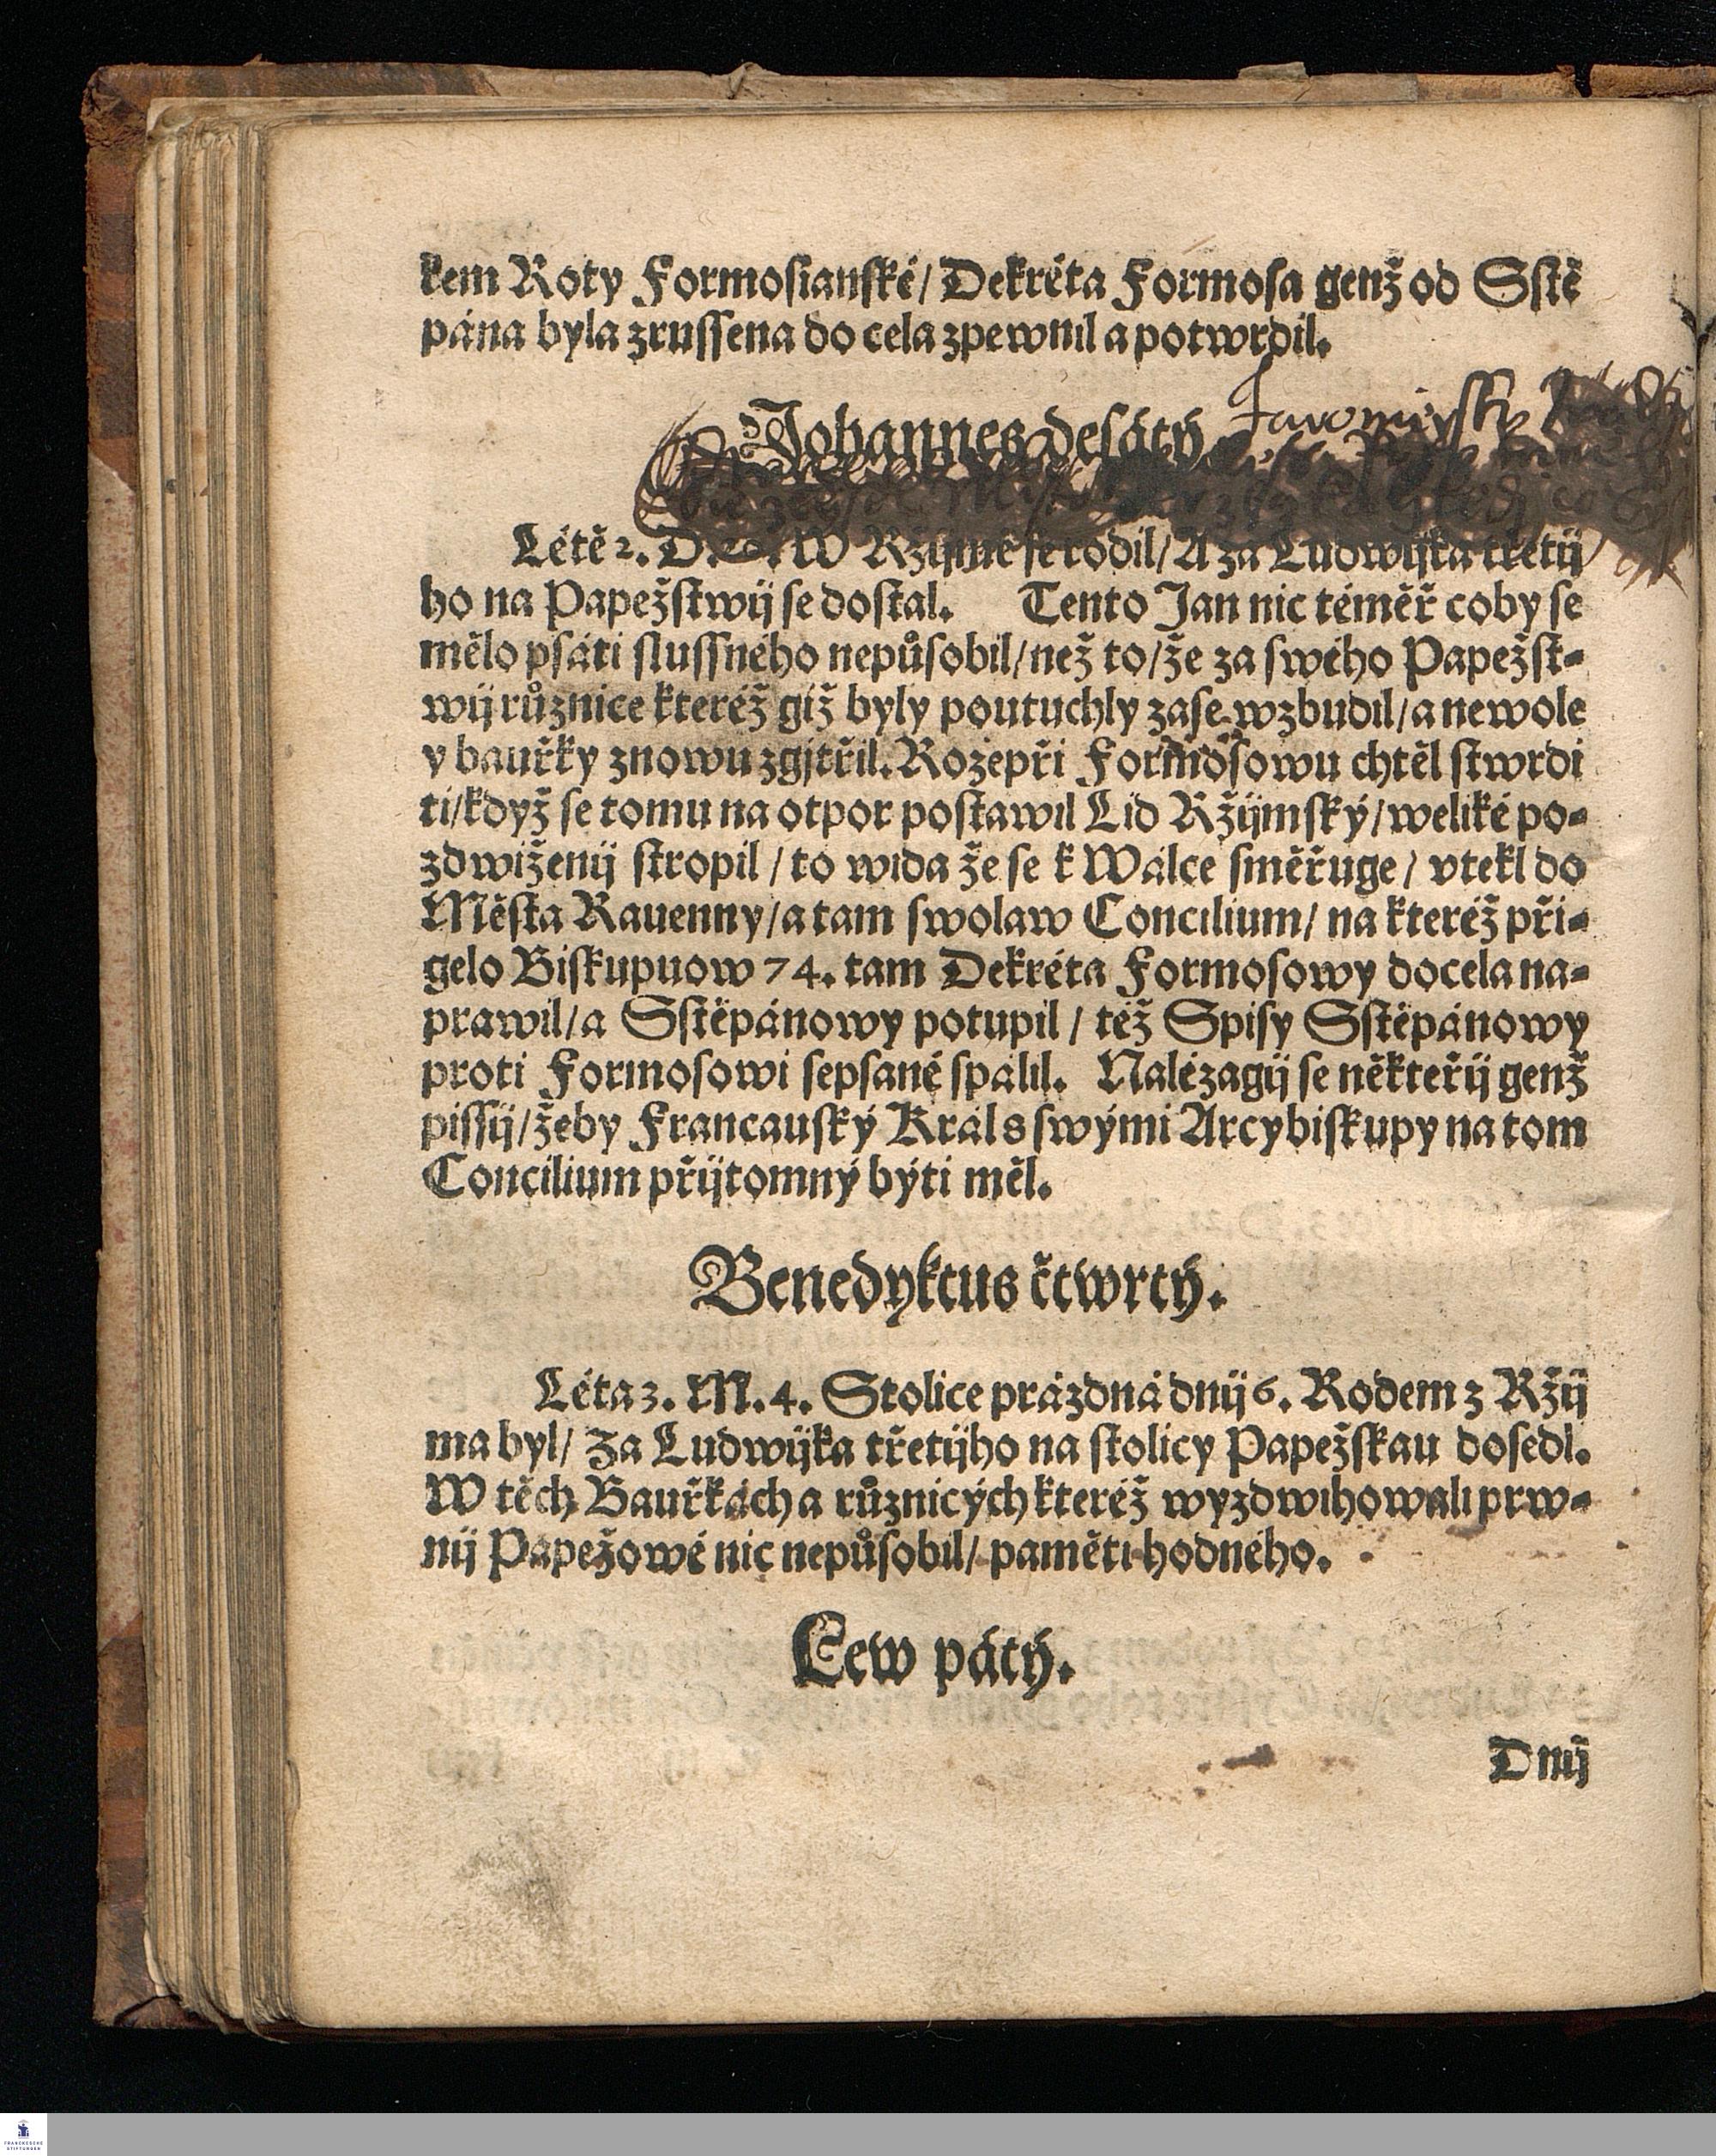 kem Roty Formosianské/ Dekréta Formosa genž od Sstě
pána byla zrussena do cela zpewnil a potwrdil.
Johannes desátý
Létě 2. D. W Ržijmě se rodil/ A za Ludwijka třetij
ho na Papežstwij se dostal. Tento Jan nic téměř coby se
mělo psáti slussného nepůsobil/ než to/ že za swého Papežst-
wij různice kteréž giž byly poutuchly zase wzbudil/ a newole
y bauřky znowu zgitřil. Rozepři Formosowu chtěl stwrdi
ti/ když se tomu na otpor postawil Lid Ržijmský/ weliké po-
zdwiženij stropil/ to wida že se k Wálce směřuge/ vtekl do
Města Rauenny/ a tam swolaw Concilium/ na kteréž při-
gelo Biskupuow 74. tam Dekréta Formosowy docela na-
prawil/ a Sstěpánowy potupil/ též Spisy Sstěpánowy
proti Formosowi sepsané spálil. Nalézagij se někteřij genž
pissij/ žeby Francauský Král s swými Arcybiskupy na tom
Concilium přijtomný býti měl.
Benedyktus čtwrtý.
Léta 3. M. 4. Stolice prázdná dnij 6. Rodem z Ržij
ma byl/ Za Ludwijka třetijho na stolicy Papežskau dosedl.
W těch Bauřkách a různicých kteréž wyzdwihowali prw-
nij Papežowé nic nepůsobil/ paměti hodného.
Lew pátý.
Dnij
FRANCKESCHE
STIFTUNGEN